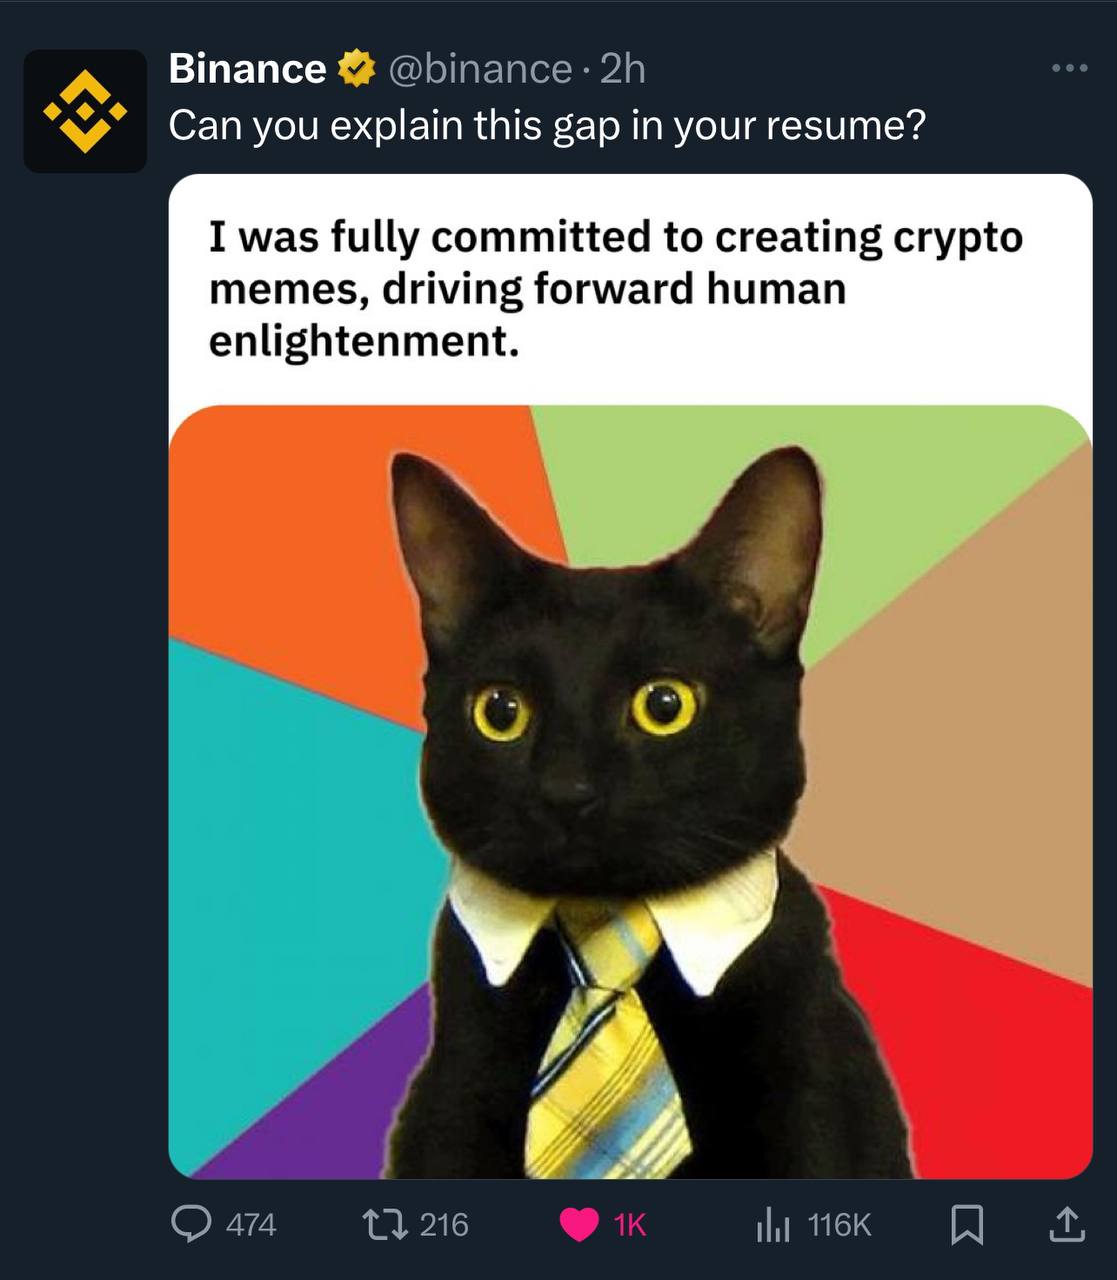 Binance @binance · 2h
Can you explain this gap in your resume?
I was fully committed to creating crypto
memes, driving forward human
enlightenment.
474 216 1K 116K